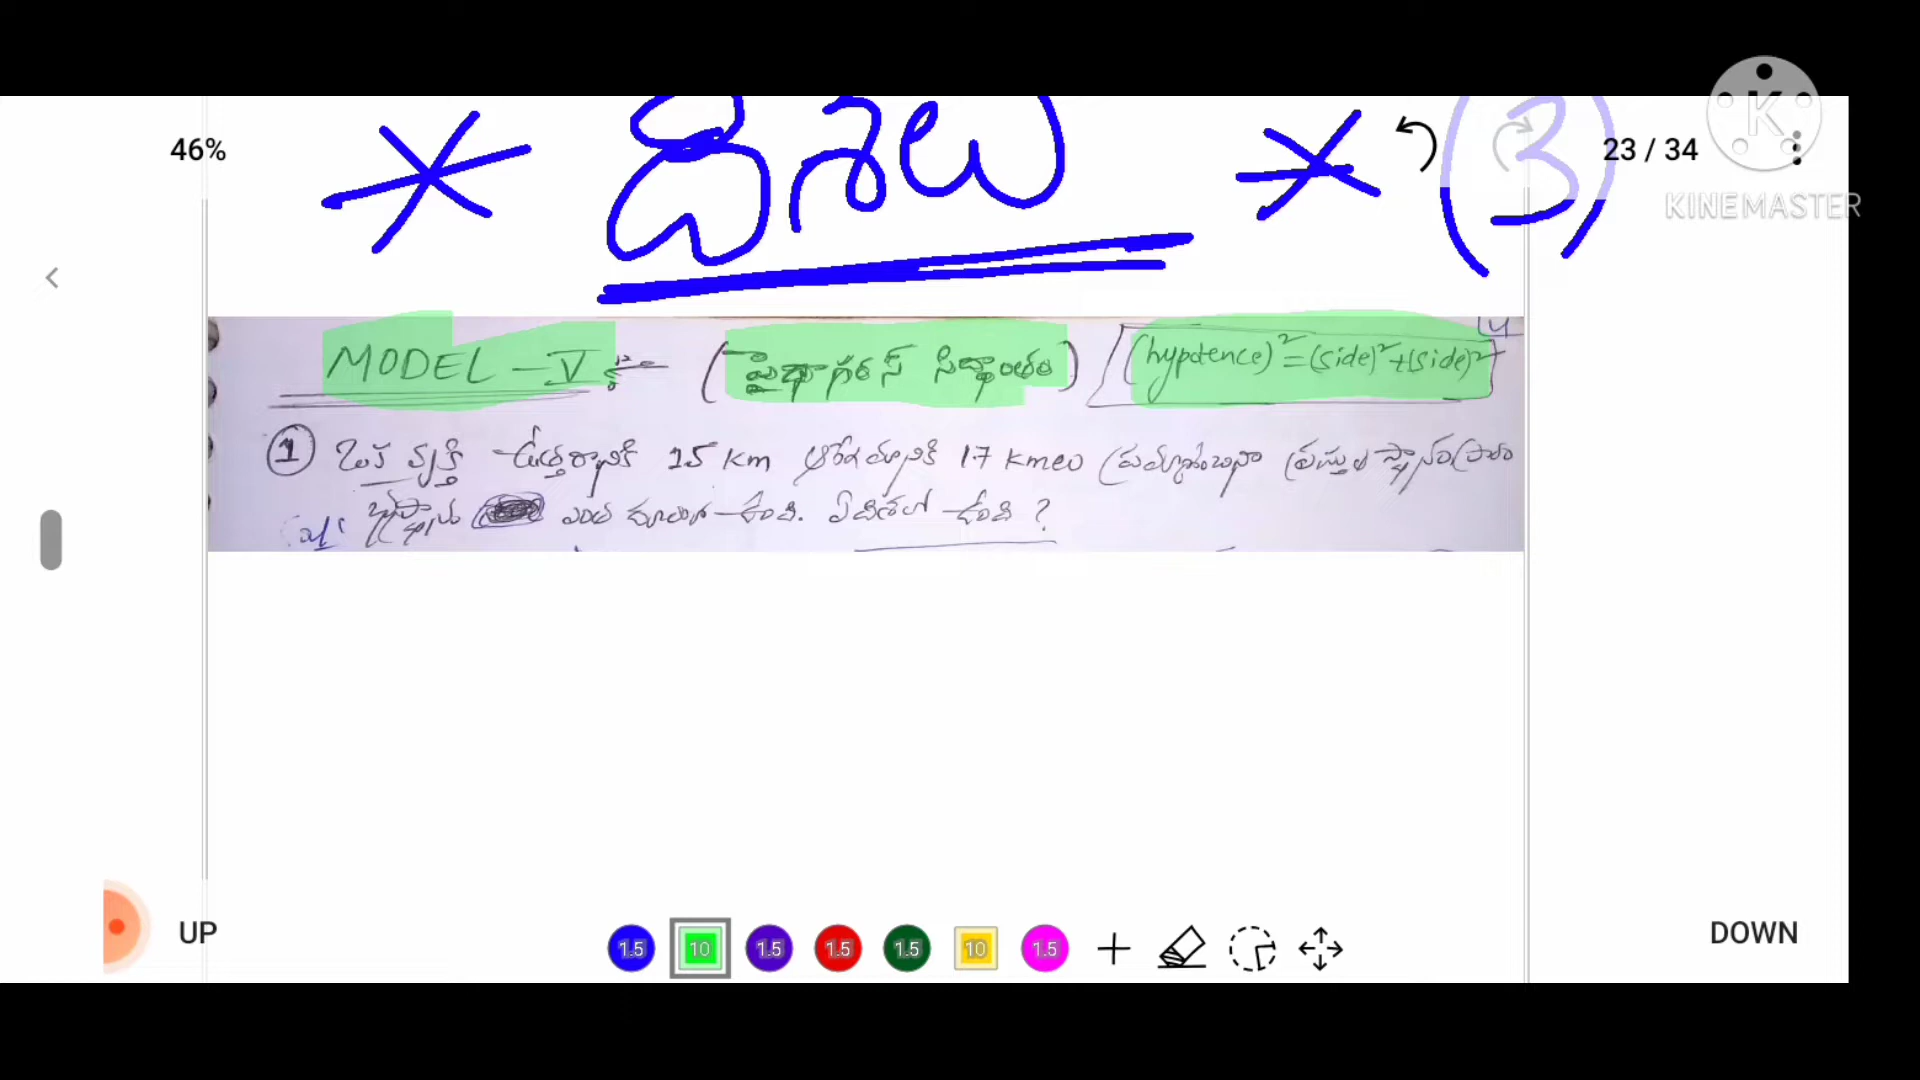 46%
* దిశలు * (3)
23 / 34
KINEMASTER
MODEL - V (పైథాగరస్ సిద్ధాంతం) (hypotence)² = (side)² + (side)²
1 ఒక వ్యక్తి ఉత్తరానికి 15 Km 17 kmeo ప్రయాణించినా ప్రస్తుత స్థానం
ఎంత దూరంలో ఉంది. ఏ దిశలో ఉంది ?
UP
1.5 10 1.5 1.5 1.5 10 1.5
DOWN